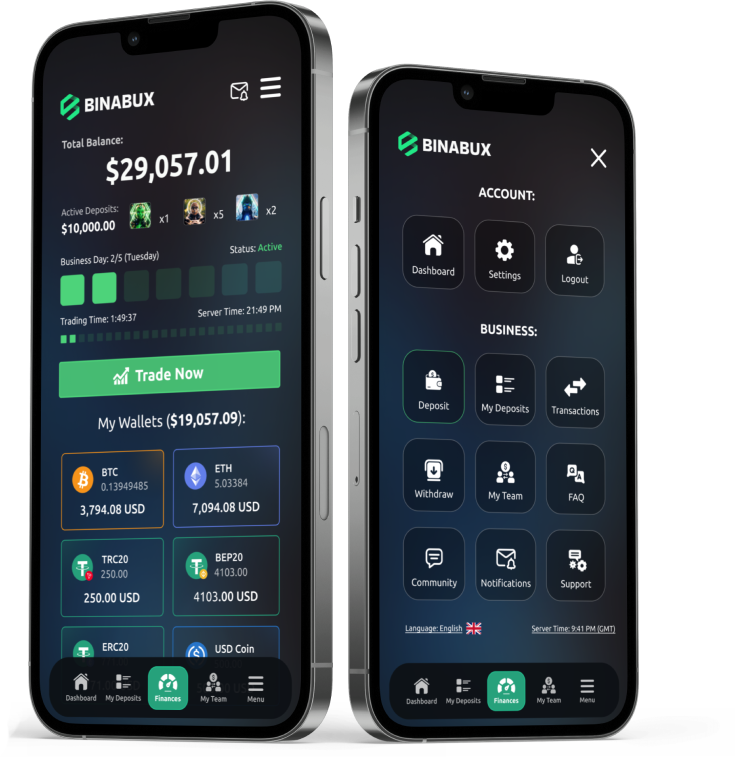 BINABUX
Total Balance:
$29,057.01
Active Deposits:
$10,000.00
x1
x5
x2
Business Day: 2/5 (Tuesday)
Status: Active
Trading Time: 1:49:37
Server Time: 21:49 PM
Trade Now
My Wallets ($19,057.09):
BTC
0.13949485
3,794.08 USD
ETH
5.03384
7,094.08 USD
TRC20
250.00
250.00 USD
BEP20
4103.00
4103.00 USD
ERC20
USD Coin
Dashboard
My Deposits
Finances
My Team
Menu
BINABUX
ACCOUNT:
Dashboard
Settings
Logout
BUSINESS:
Deposit
My Deposits
Transactions
Withdraw
My Team
FAQ
Community
Notifications
Support
Language: English
Server Time: 9:41 PM (GMT)
Dashboard
My Deposits
Finances
My Team
Menu